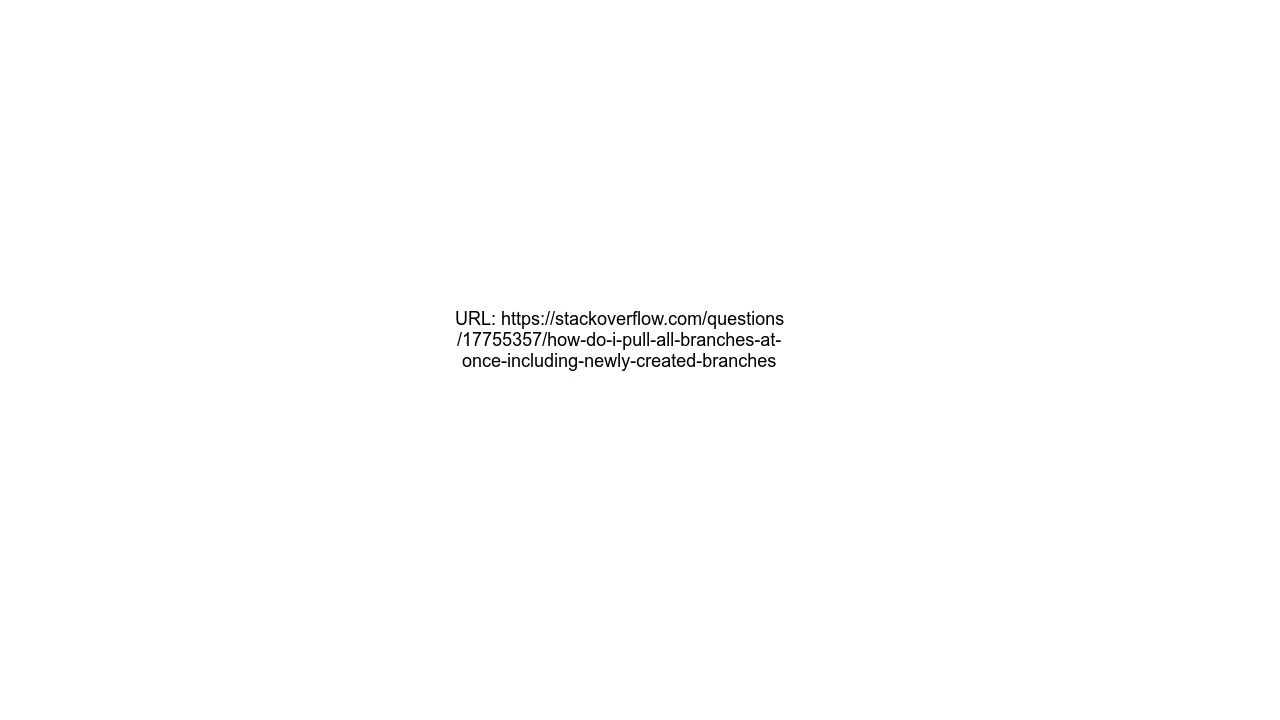 URL: https://stackoverflow.com/questions
/17755357/how-do-i-pull-all-branches-at-
once-including-newly-created-branches